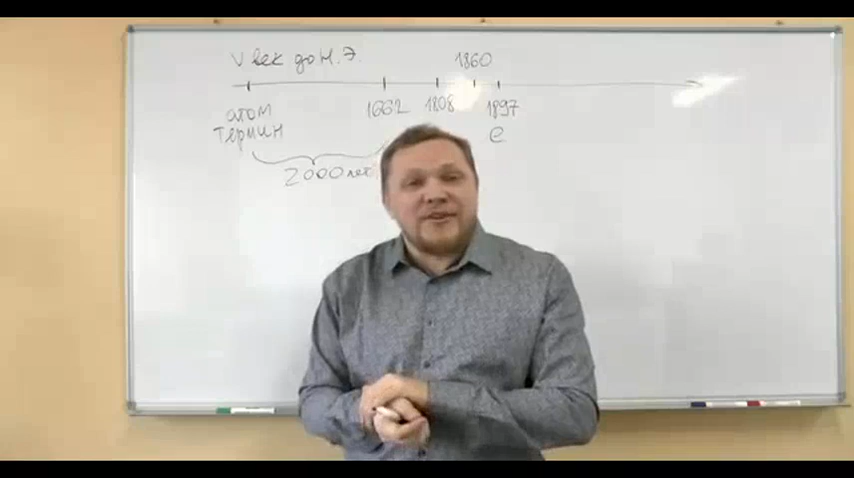 V век до н.э.
1860
1662 1808 1897
атом
термин
e
2000 лет